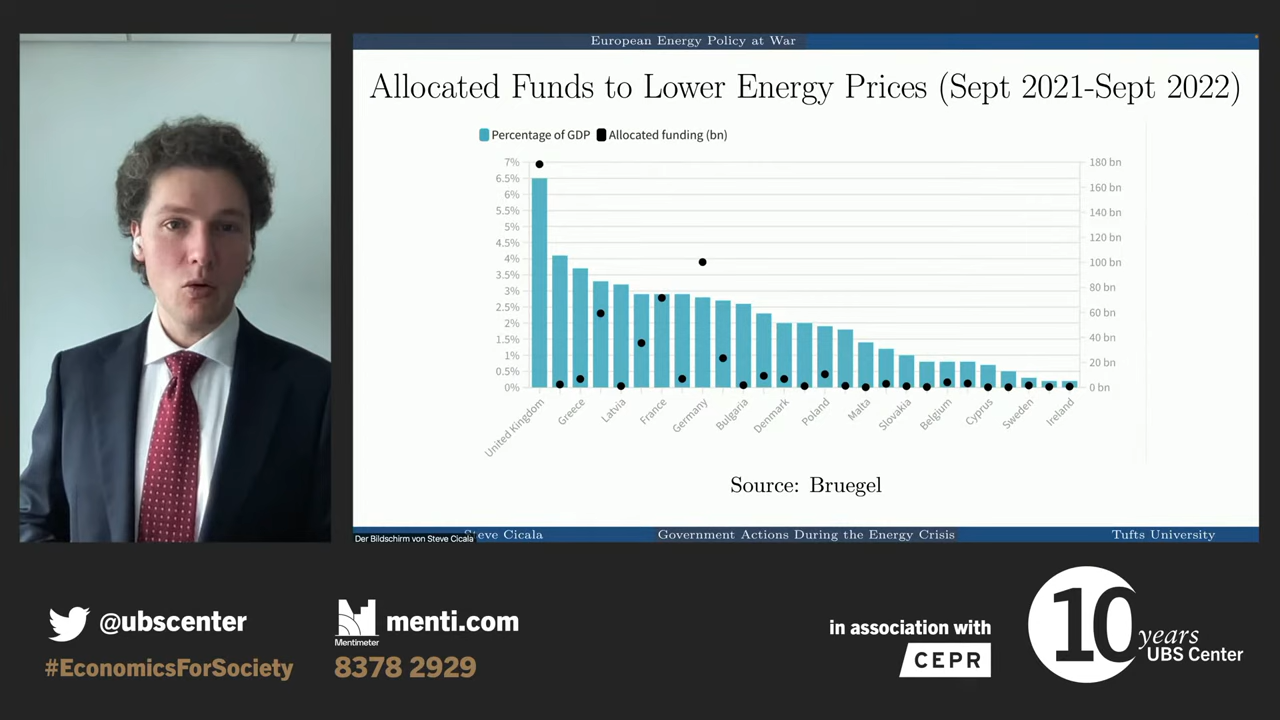 European Energy Policy at War
Allocated Funds to Lower Energy Prices (Sept 2021-Sept 2022)
Percentage of GDP
Allocated funding (bn)
7%
6.5%
6%
5.5%
5%
4.5%
4%
3.5%
3%
2.5%
2%
1.5%
1%
0.5%
0%
180 bn
160 bn
140 bn
120 bn
100 bn
80 bn
60 bn
40 bn
20 bn
0 bn
United Kingdom
Greece
Latvia
France
Germany
Bulgaria
Denmark
Poland
Malta
Slovakia
Belgium
Cyprus
Sweden
Ireland
Source: Bruegel
Der Bildschirm von Steve Cicala
Steve Cicala
Government Actions During the Energy Crisis
Tufts University
@ubscenter
#EconomicsForSociety
Mentimeter
menti.com
8378 2929
in association with
CEPR
10
years
UBS Center